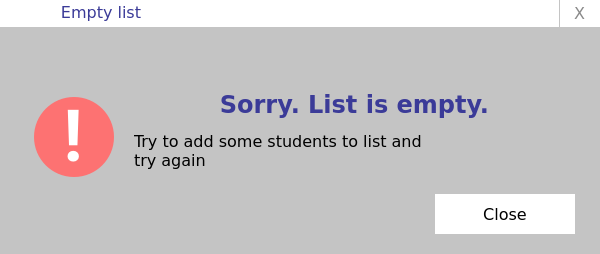 Empty list
X
Sorry. List is empty.
Try to add some students to list and
try again
Close